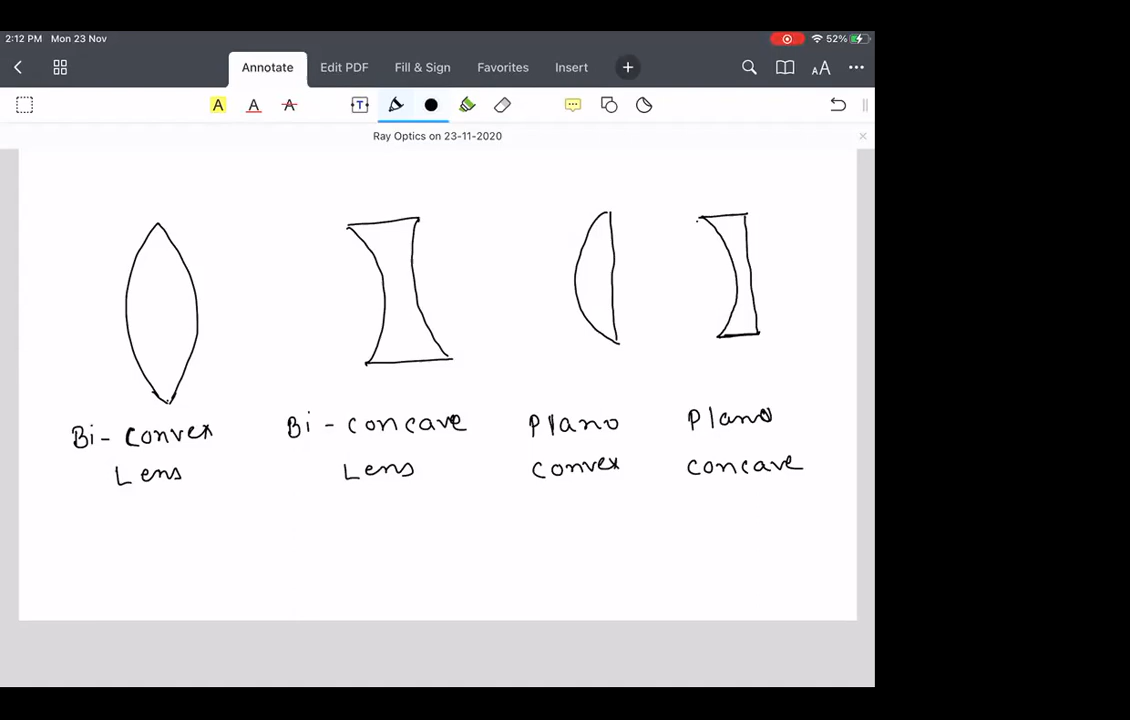 2:12 PM Mon 23 Nov
52%
Annotate Edit PDF Fill & Sign Favorites Insert
A A A T AA
Ray Optics on 23-11-2020
Bi-Convex
Lens
Bi-concave
Lens
Plano
convex
Plano
concave